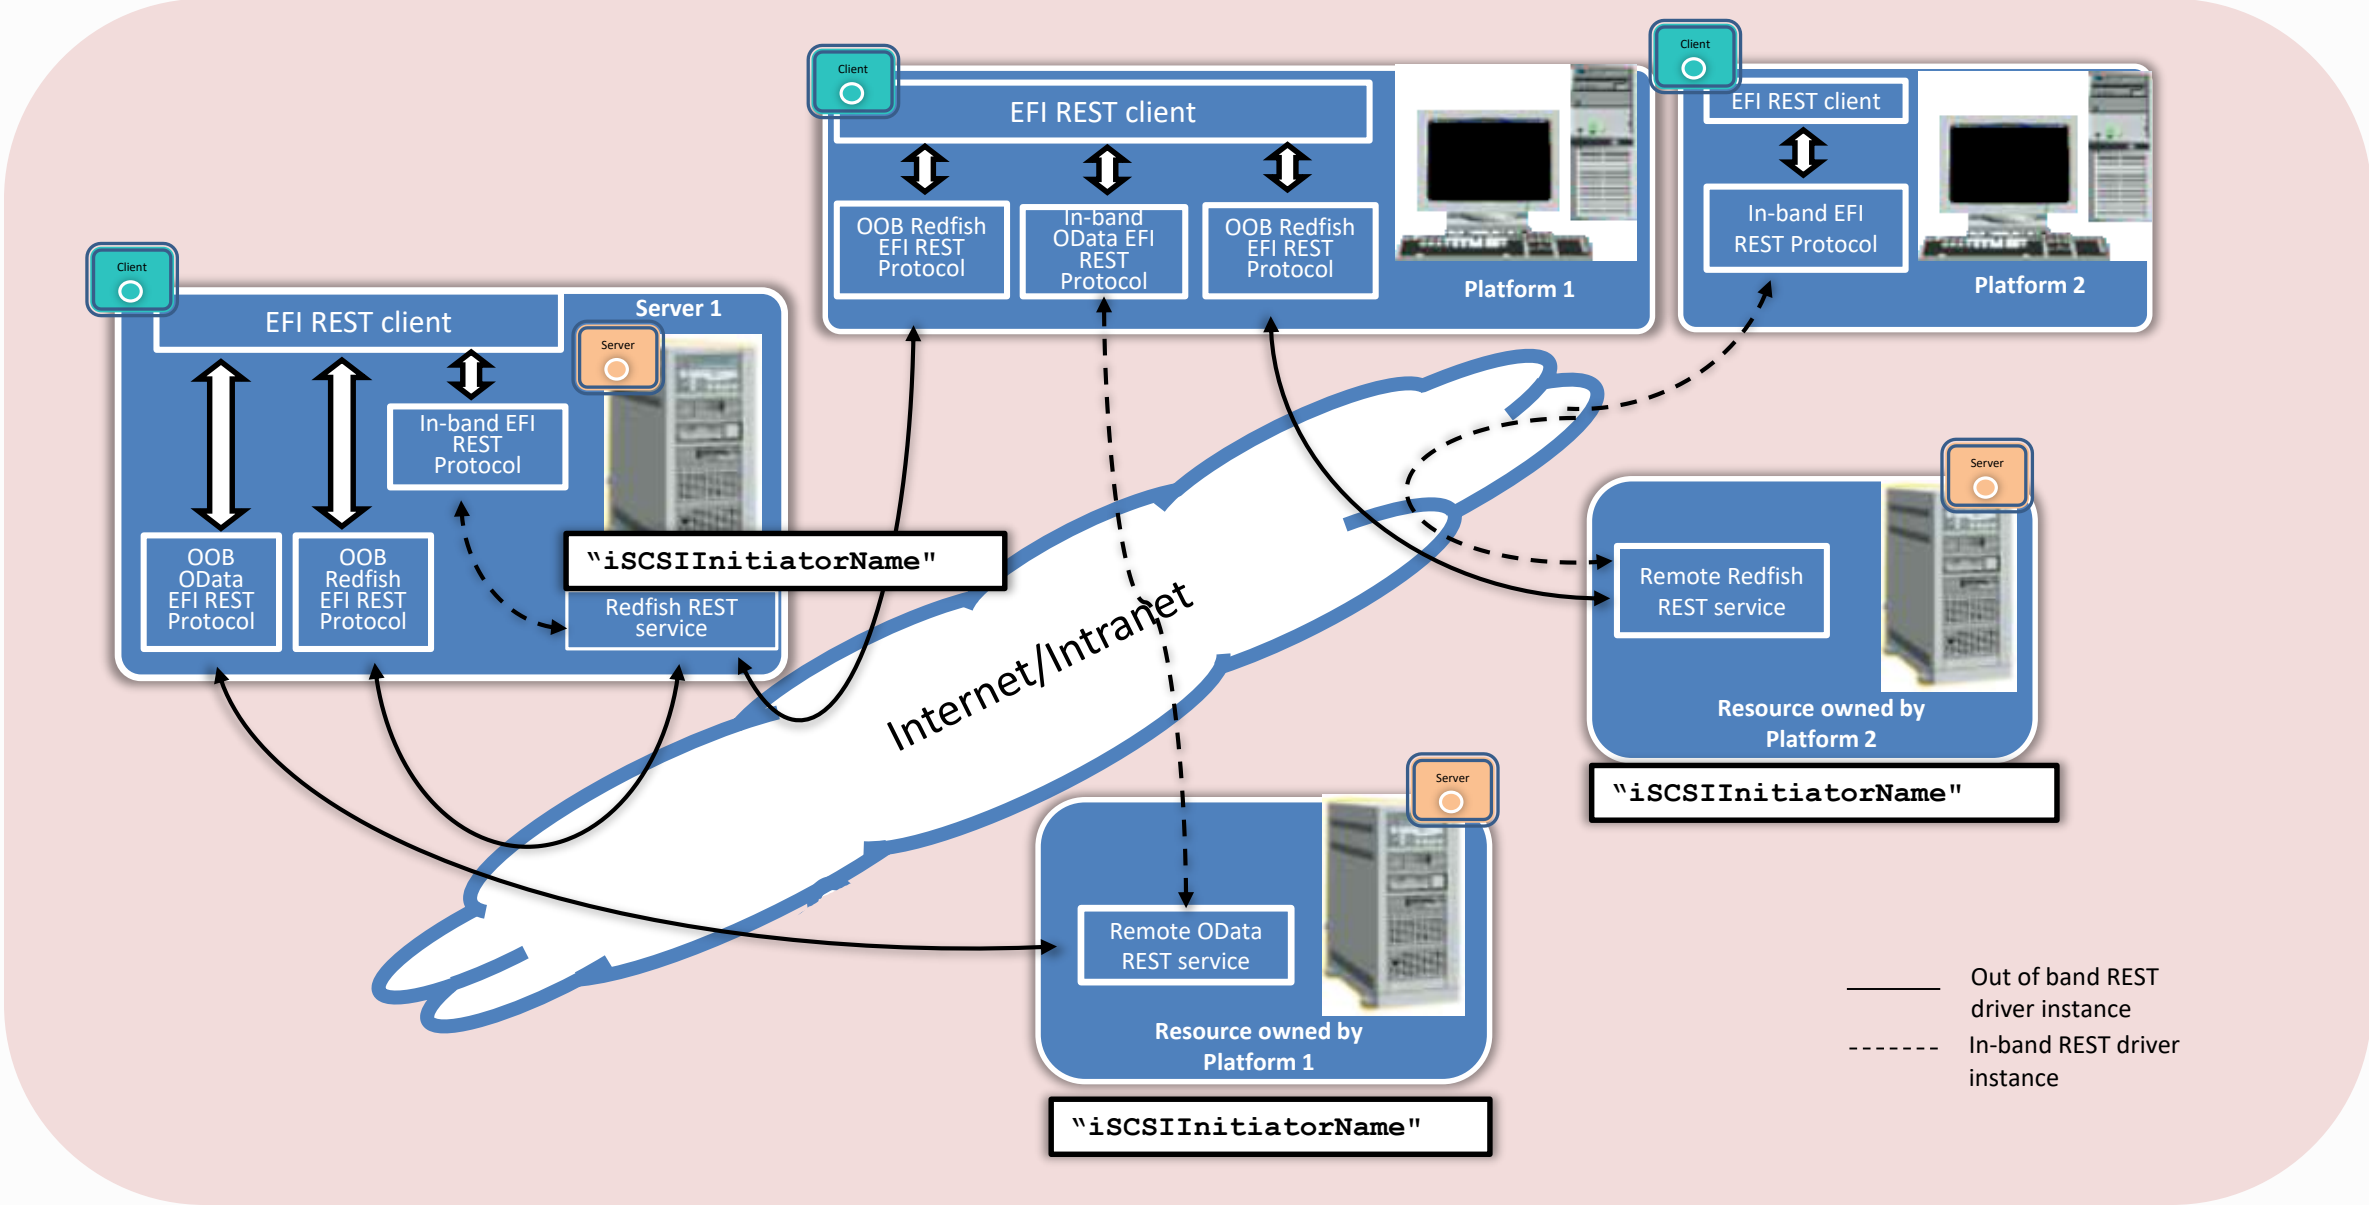 Client
EFI REST client
OOB Redfish
EFI REST
Protocol
In-band
OData EFI
REST
Protocol
OOB Redfish
EFI REST
Protocol
Platform 1
Client
EFI REST client
In-band EFI
REST Protocol
Platform 2
Client
EFI REST client
Server 1
Server
In-band EFI
REST
Protocol
OOB
OData
EFI REST
Protocol
OOB
Redfish
EFI REST
Protocol
“iSCSIInitiatorName"
Redfish REST
service
Internet/Intranet
Server
Remote Redfish
REST service
Resource owned by
Platform 2
“iSCSIInitiatorName"
Server
Remote OData
REST service
Resource owned by
Platform 1
“iSCSIInitiatorName"
Out of band REST
driver instance
In-band REST driver
instance